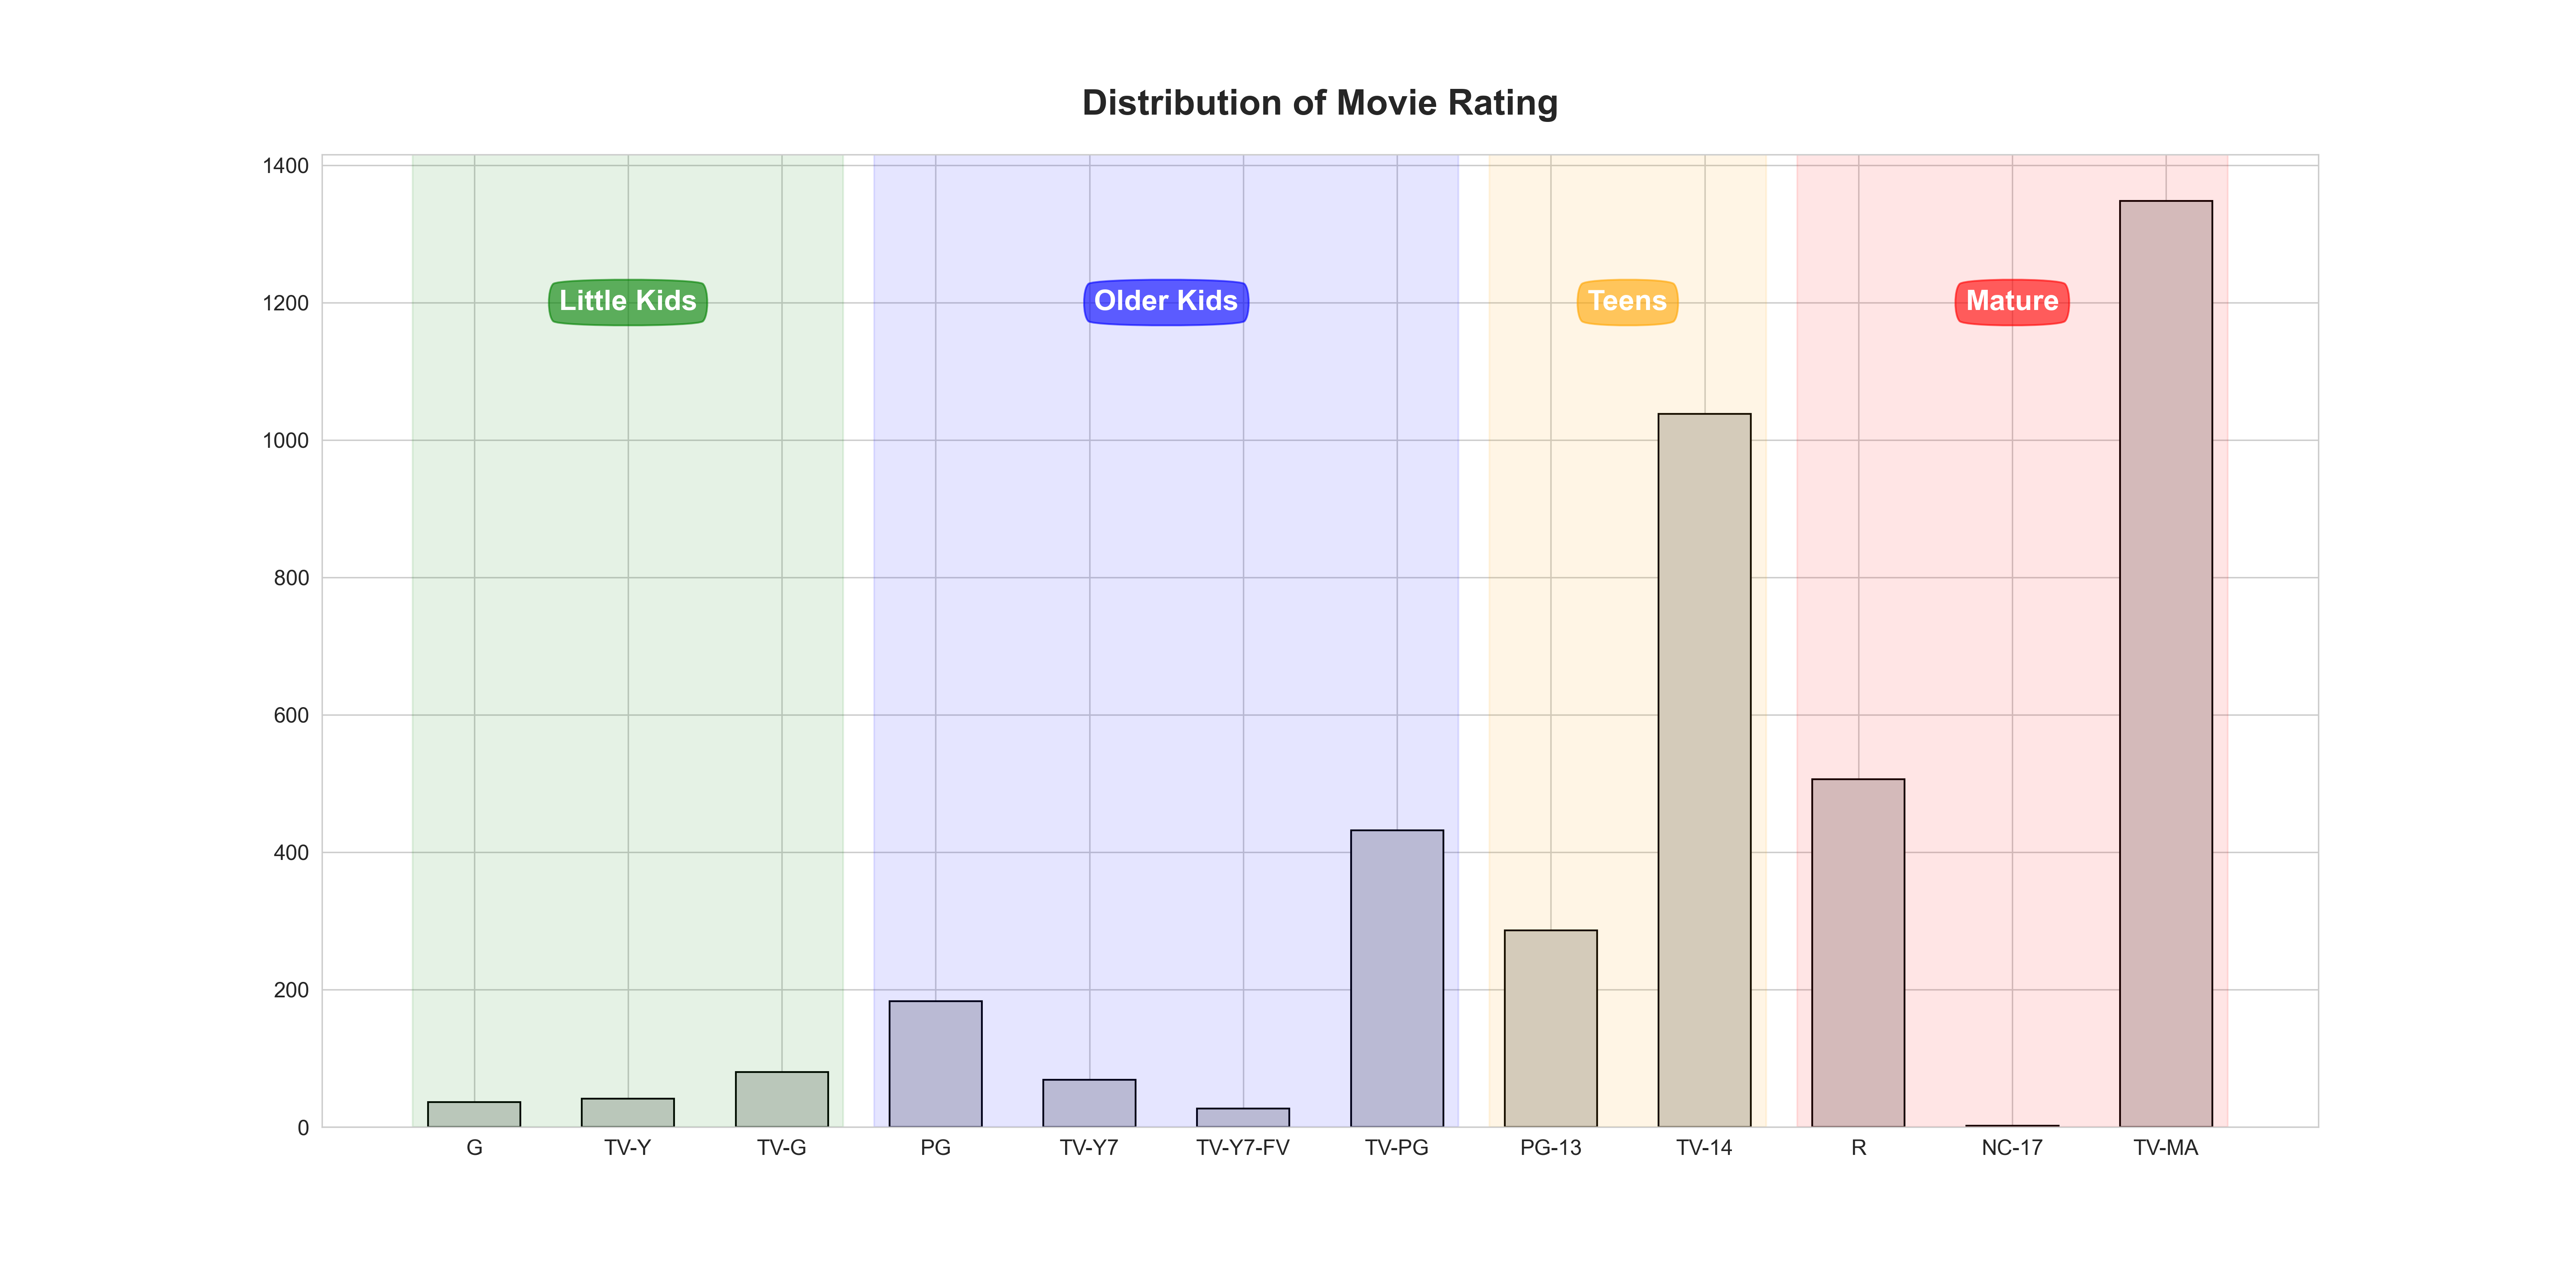 Distribution of Movie Rating
1400
1200
1000
800
600
400
200
0
Little Kids
Older Kids
Teens
Mature
G
TV-Y
TV-G
PG
TV-Y7
TV-Y7-FV
TV-PG
PG-13
TV-14
R
NC-17
TV-MA